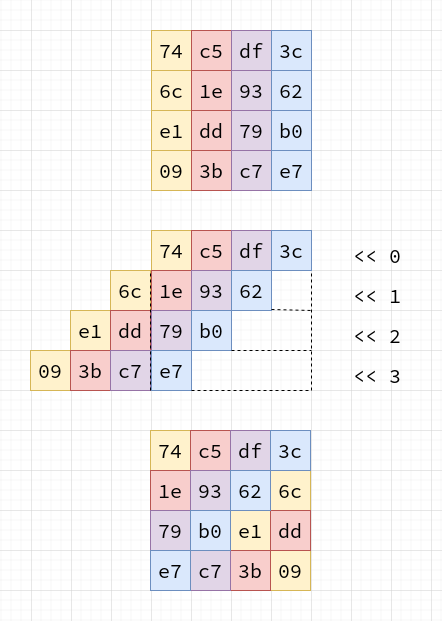 74 c5 df 3c
6c 1e 93 62
e1 dd 79 b0
09 3b c7 e7
74 c5 df 3c << 0
6c 1e 93 62 << 1
e1 dd 79 b0 << 2
09 3b c7 e7 << 3
74 c5 df 3c
1e 93 62 6c
79 b0 e1 dd
e7 c7 3b 09